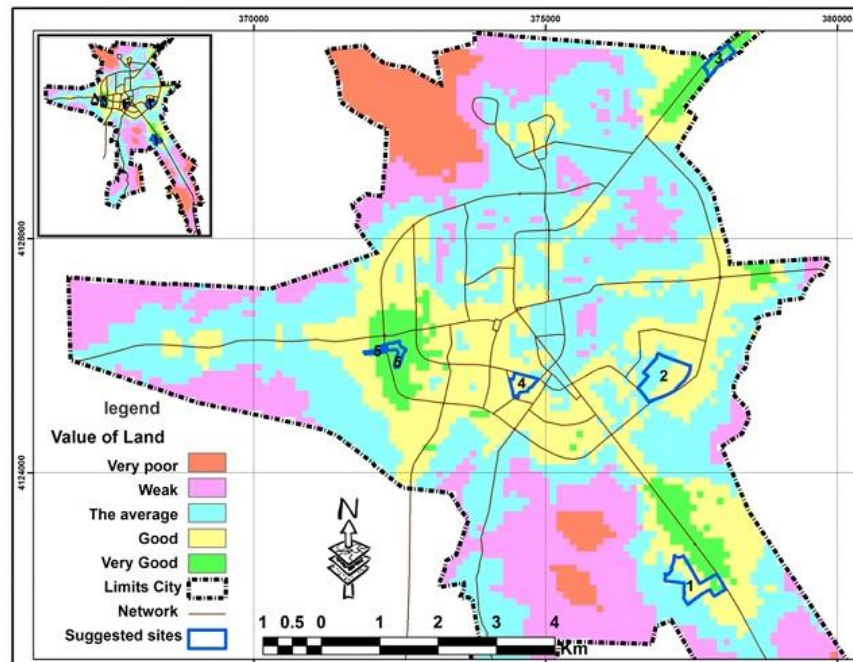 370000 375000 380000
3
4128000
5
5
4
2
legend
Value of Land
Very poor
4124000
Weak
The average
Good
N
Very Good
Limits City
1
Network
Suggested sites
1 0.5 0 1 2 3 4
Km